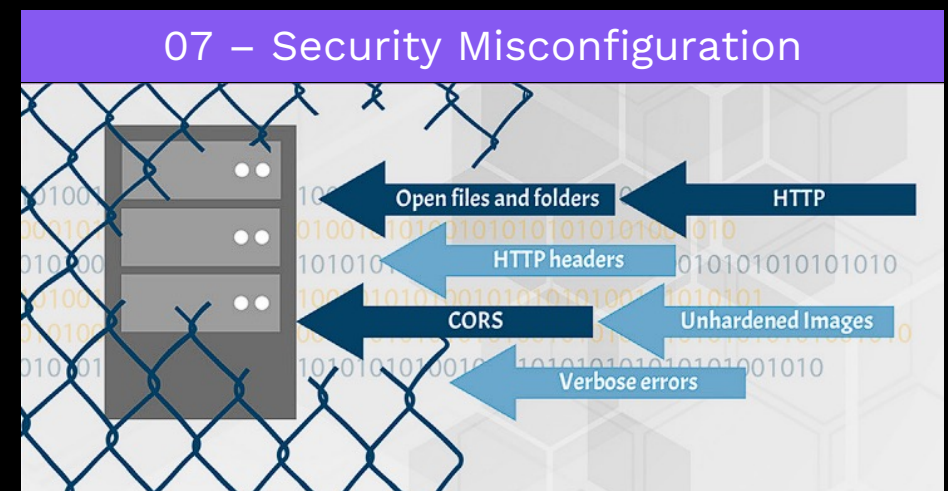 07 – Security Misconfiguration
Open files and folders
HTTP
HTTP headers
CORS
Unhardened Images
Verbose errors